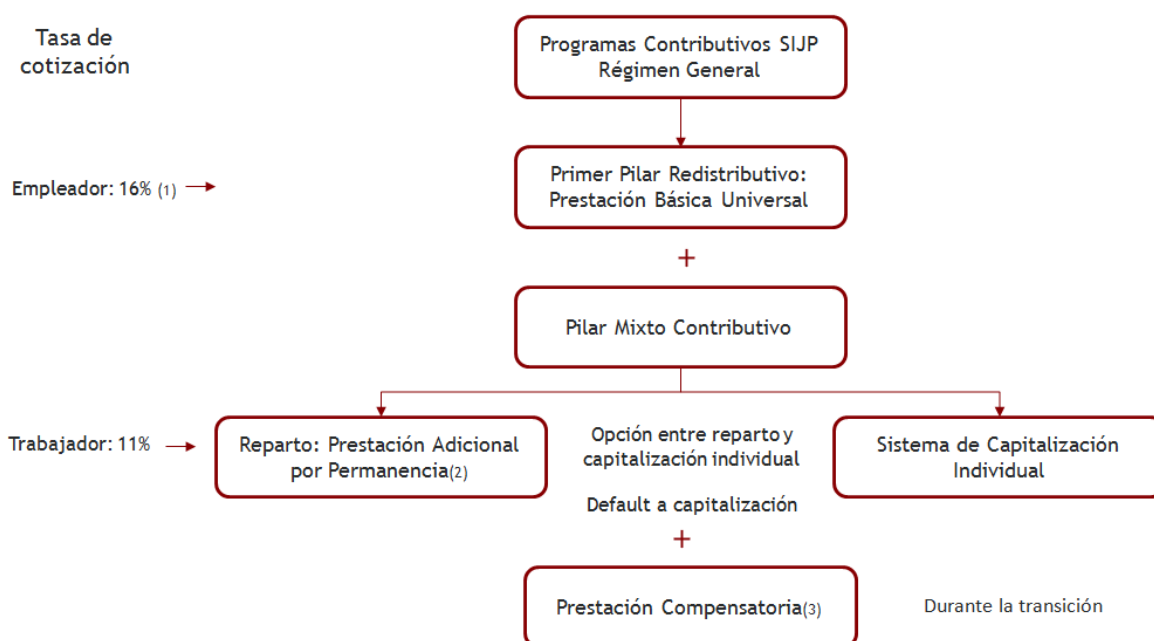 Tasa de
cotización
Programas Contributivos SIJP
Régimen General
Empleador: 16% (1)
Primer Pilar Redistributivo:
Prestación Básica Universal
+
Pilar Mixto Contributivo
Trabajador: 11%
Reparto: Prestación Adicional
por Permanencia(2)
Opción entre reparto y
capitalización individual
Default a capitalización
Sistema de Capitalización
Individual
+
Prestación Compensatoria(3)
Durante la transición